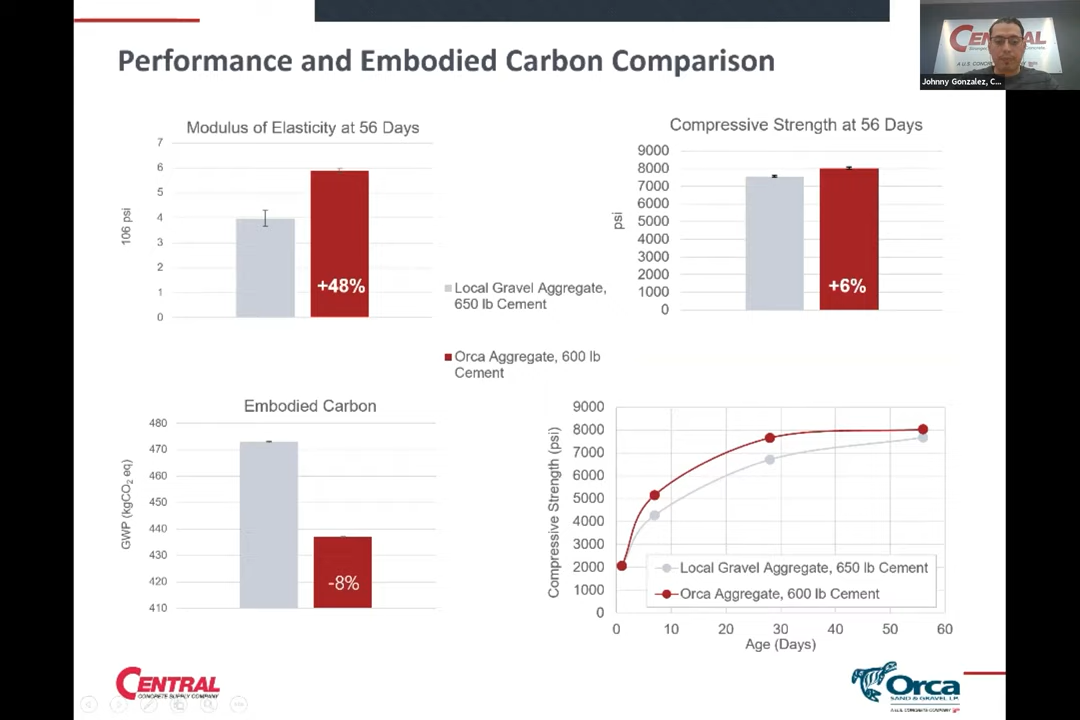 Performance and Embodied Carbon Comparison
CENTRAL
Johnny Gonzalez, C...
Modulus of Elasticity at 56 Days
7
6
5
4
3
2
1
0
106 psi
+48%
Local Gravel Aggregate,
650 lb Cement
Orca Aggregate, 600 lb
Cement
Compressive Strength at 56 Days
9000
8000
7000
6000
5000
4000
3000
2000
1000
0
psi
+6%
Embodied Carbon
480
470
460
450
440
430
420
410
GWP (kgCO2 eq)
-8%
9000
8000
7000
6000
5000
4000
3000
2000
1000
0
Compressive Strength (psi)
Local Gravel Aggregate, 650 lb Cement
Orca Aggregate, 600 lb Cement
0 10 20 30 40 50 60
Age (Days)
CENTRAL
CONCRETE SUPPLY COMPANY
Orca
SAND & GRAVEL LP
A U.S. CONCRETE COMPANY